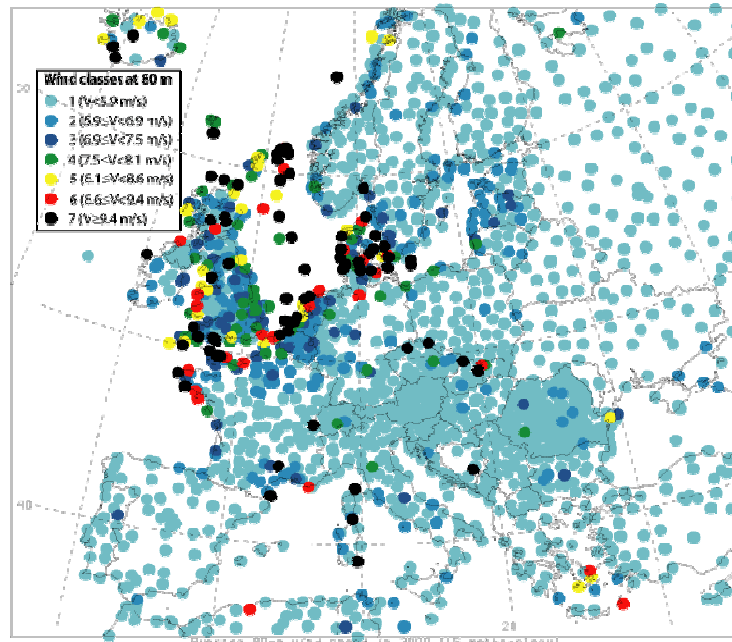 Wind classes at 80 m
1 (V<5.9 m/s)
2 (5.9≤V<6.9 m/s)
3 (6.9≤V<7.5 m/s)
4 (7.5≤V<8.1 m/s)
5 (8.1≤V<8.6 m/s)
6 (8.6≤V<9.4 m/s)
7 (V≥9.4 m/s)
40
20